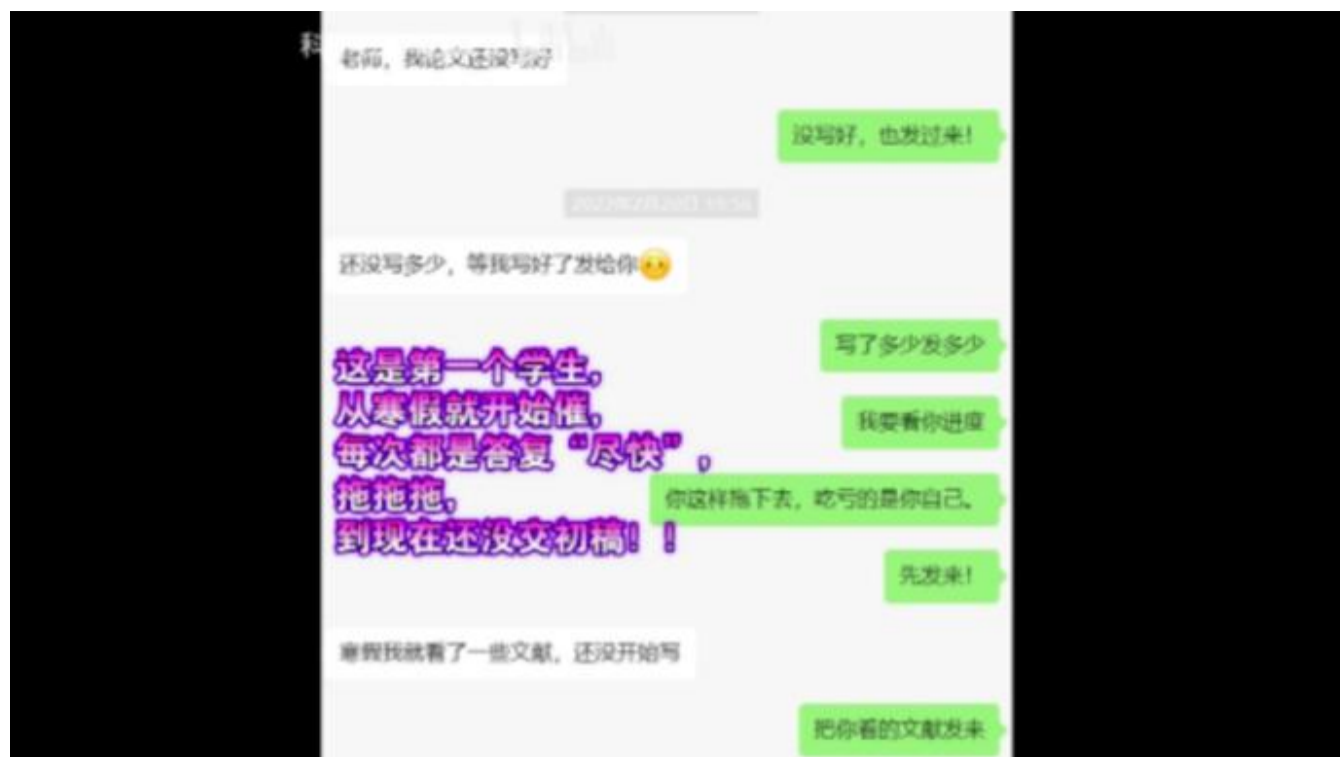 老师，我论文还没写好
没写好，也发过来！
还没写多少，等我写好了发给你
写了多少发多少
这是第一个学生，
从寒假就开始催，
我要看你进度
每次都是答复“尽快”，
拖拖拖，
你这样拖下去，吃亏的是你自己。
到现在还没交初稿！！
先发来！
寒假我就看了一些文献，还没开始写
把你看的文献发来